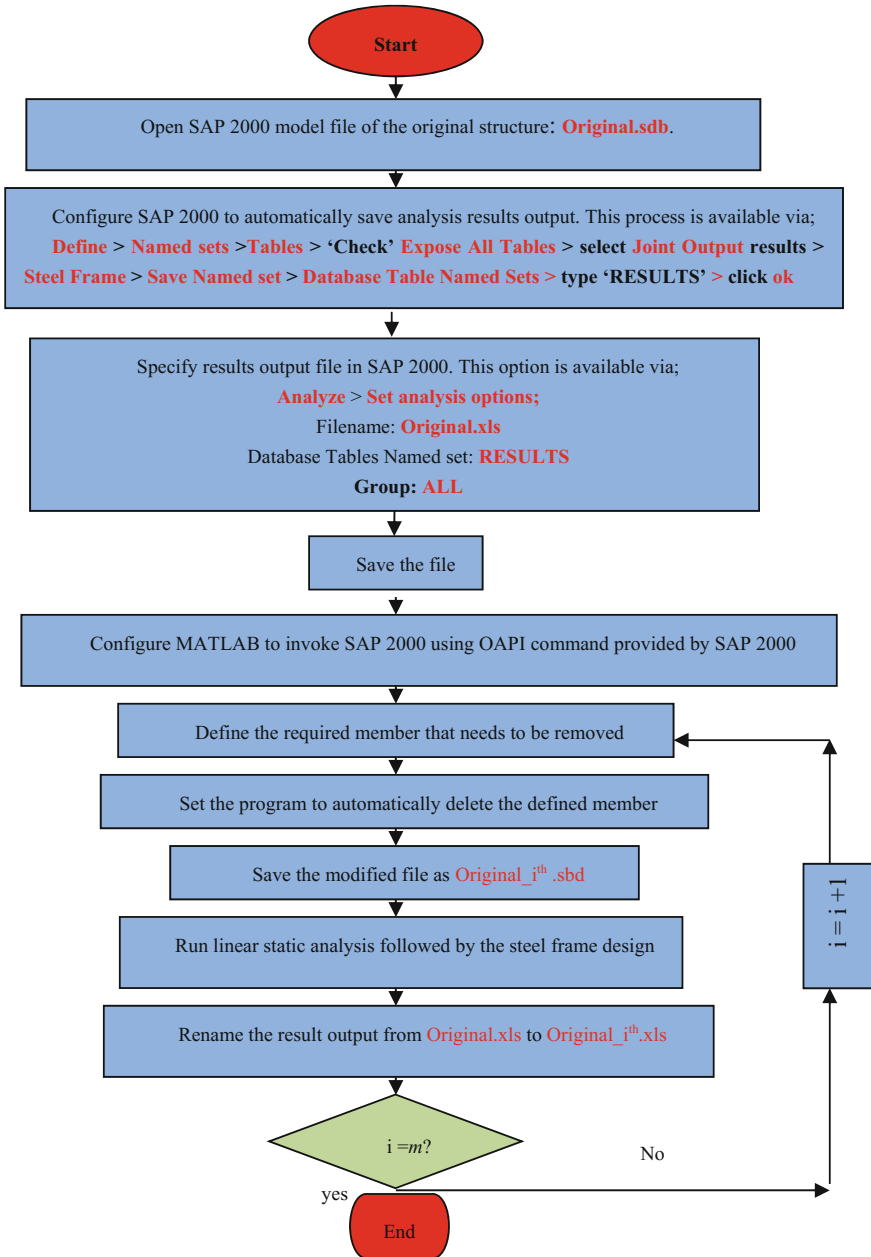 Start
Open SAP 2000 model file of the original structure: Original.sdb.
Configure SAP 2000 to automatically save analysis results output. This process is available via;
Define > Named sets >Tables > ‘Check’ Expose All Tables > select Joint Output results >
Steel Frame > Save Named set > Database Table Named Sets > type ‘RESULTS’ > click ok
Specify results output file in SAP 2000. This option is available via;
Analyze > Set analysis options;
Filename: Original.xls
Database Tables Named set: RESULTS
Group: ALL
Save the file
Configure MATLAB to invoke SAP 2000 using OAPI command provided by SAP 2000
Define the required member that needs to be removed
Set the program to automatically delete the defined member
Save the modified file as Original_i^th .sbd
Run linear static analysis followed by the steel frame design
Rename the result output from Original.xls to Original_i^th.xls
i = i +1
i =m?
No
yes
End